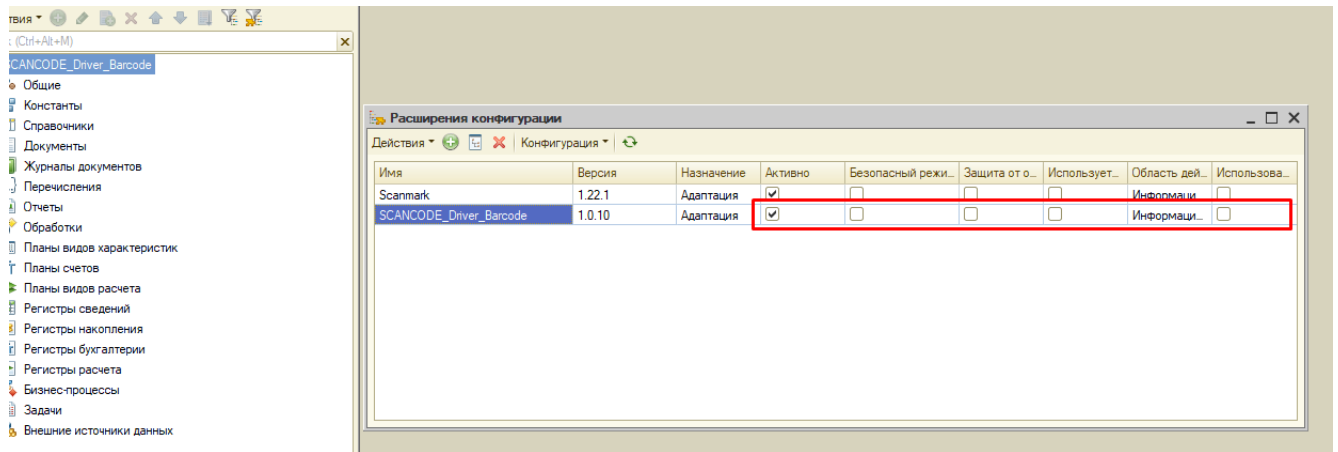 твия
(Ctrl+Alt+M)
SCANCODE_Driver_Barcode
Общие
Константы
Справочники
Документы
Журналы документов
Перечисления
Отчеты
Обработки
Планы видов характеристик
Планы счетов
Планы видов расчета
Регистры сведений
Регистры накопления
Регистры бухгалтерии
Регистры расчета
Бизнес-процессы
Задачи
Внешние источники данных
Расширения конфигурации
Действия Конфигурация
Имя Версия Назначение Активно Безопасный режи... Защита от о... Использует... Область дей... Использова...
Scanmark 1.22.1 Адаптация Информаци
SCANCODE_Driver_Barcode 1.0.10 Адаптация Информаци...